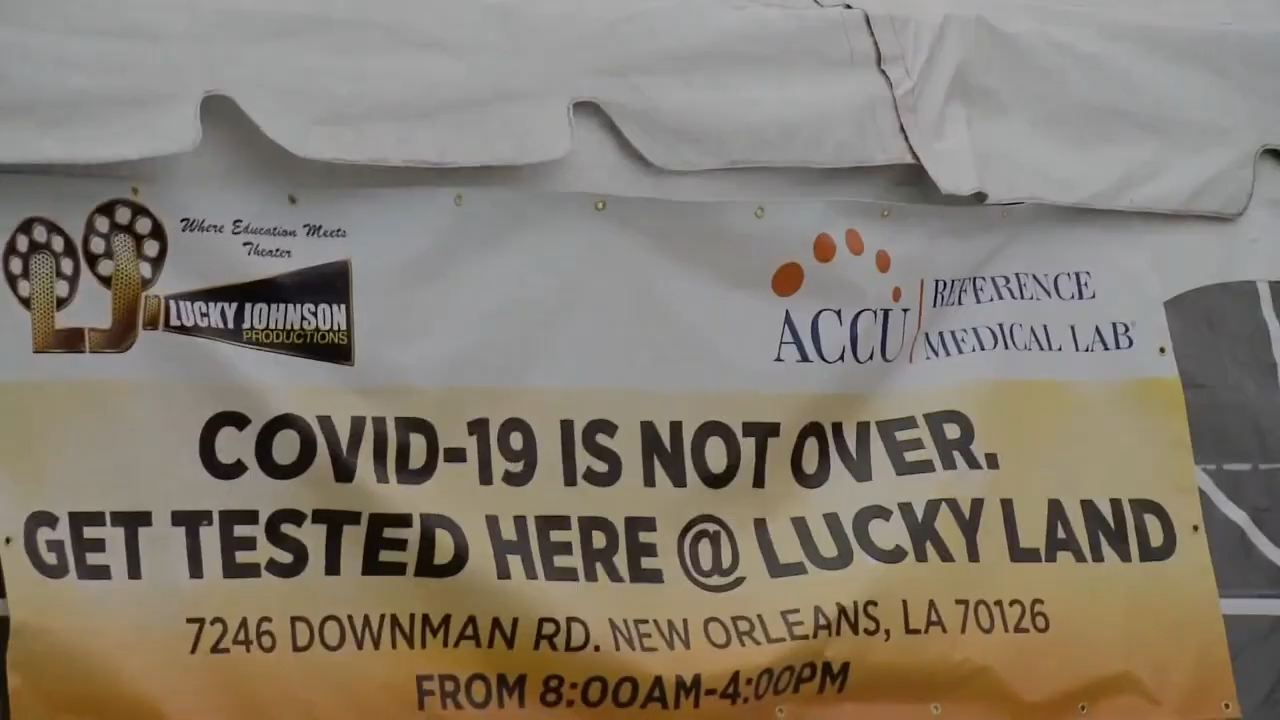 Where Education Meets
Theater
LUCKY JOHNSON
PRODUCTIONS
ACCU REFERENCE
MEDICAL LAB
COVID-19 IS NOT OVER.
GET TESTED HERE @ LUCKY LAND
7246 DOWNMAN RD. NEW ORLEANS, LA 70126
FROM 8:00AM-4:00PM